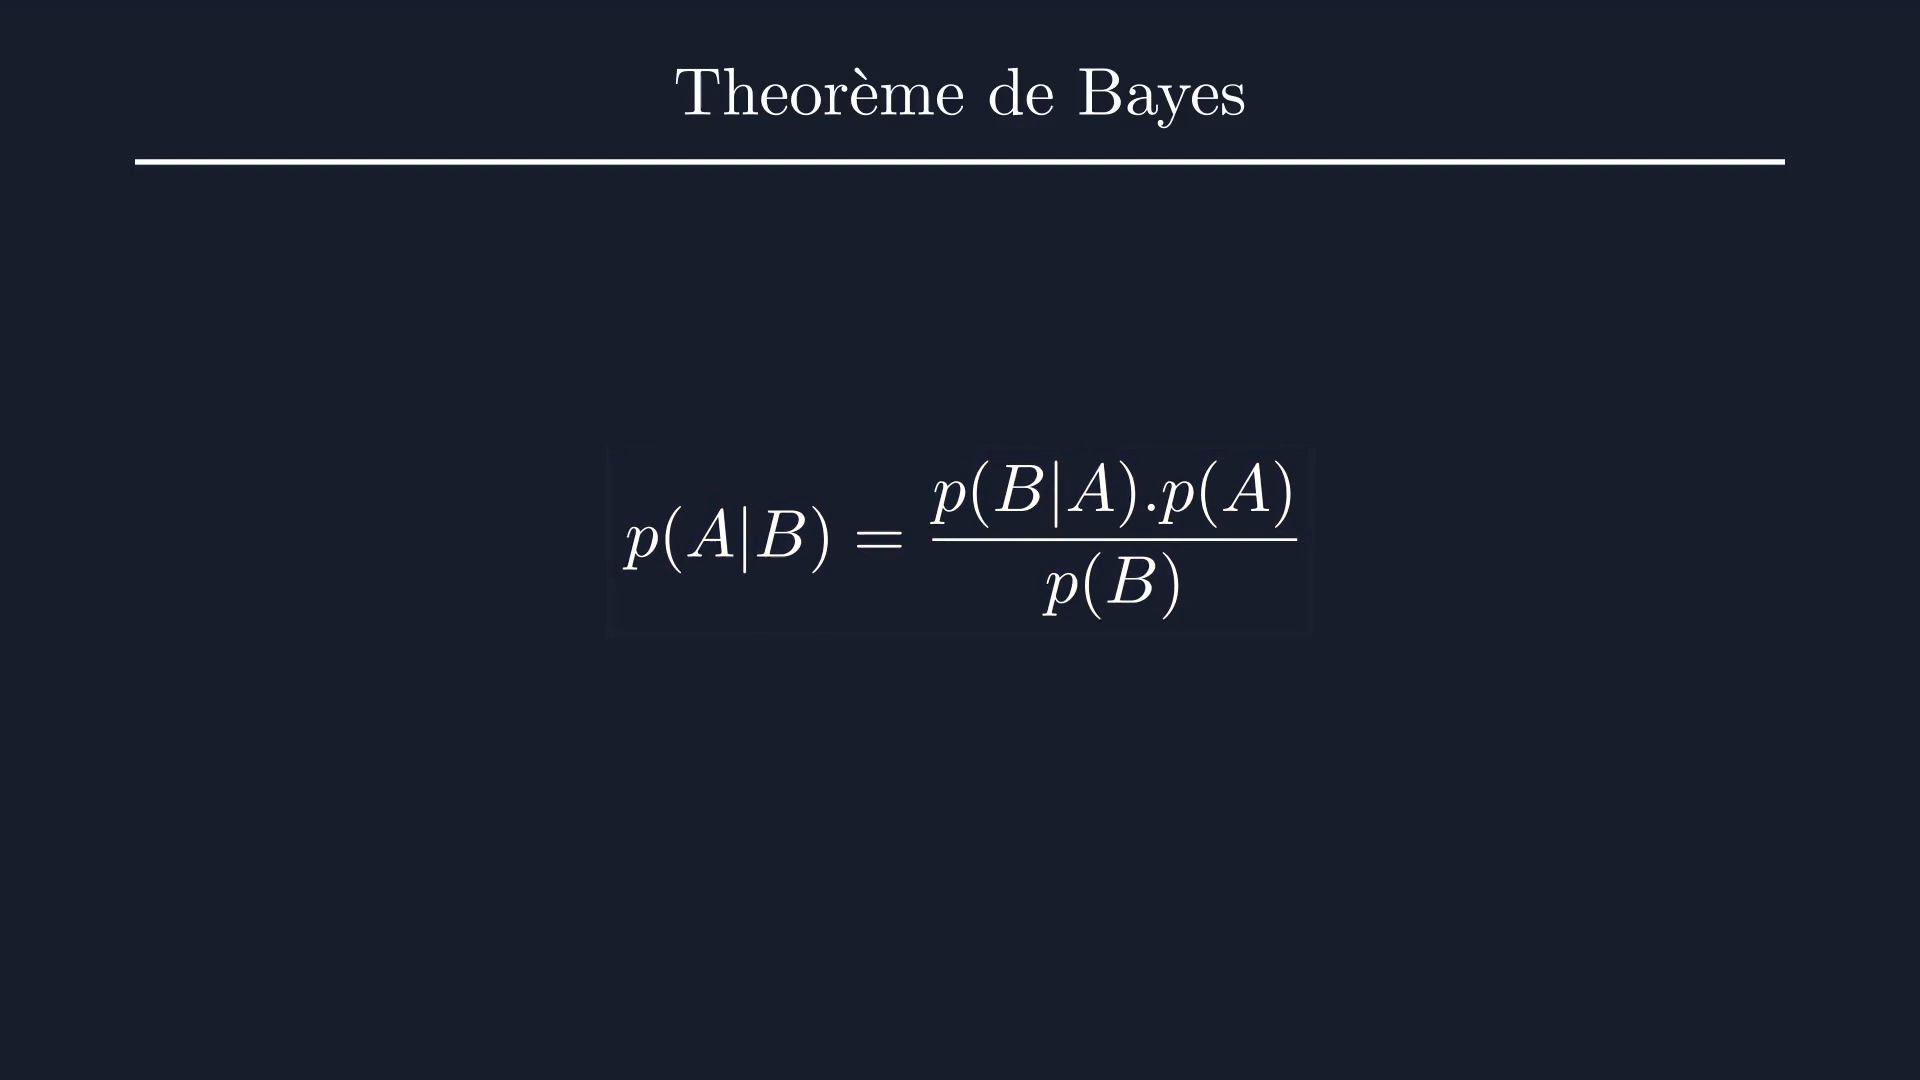 Theorème de Bayes
p(A|B) = p(B|A).p(A)
p(B)